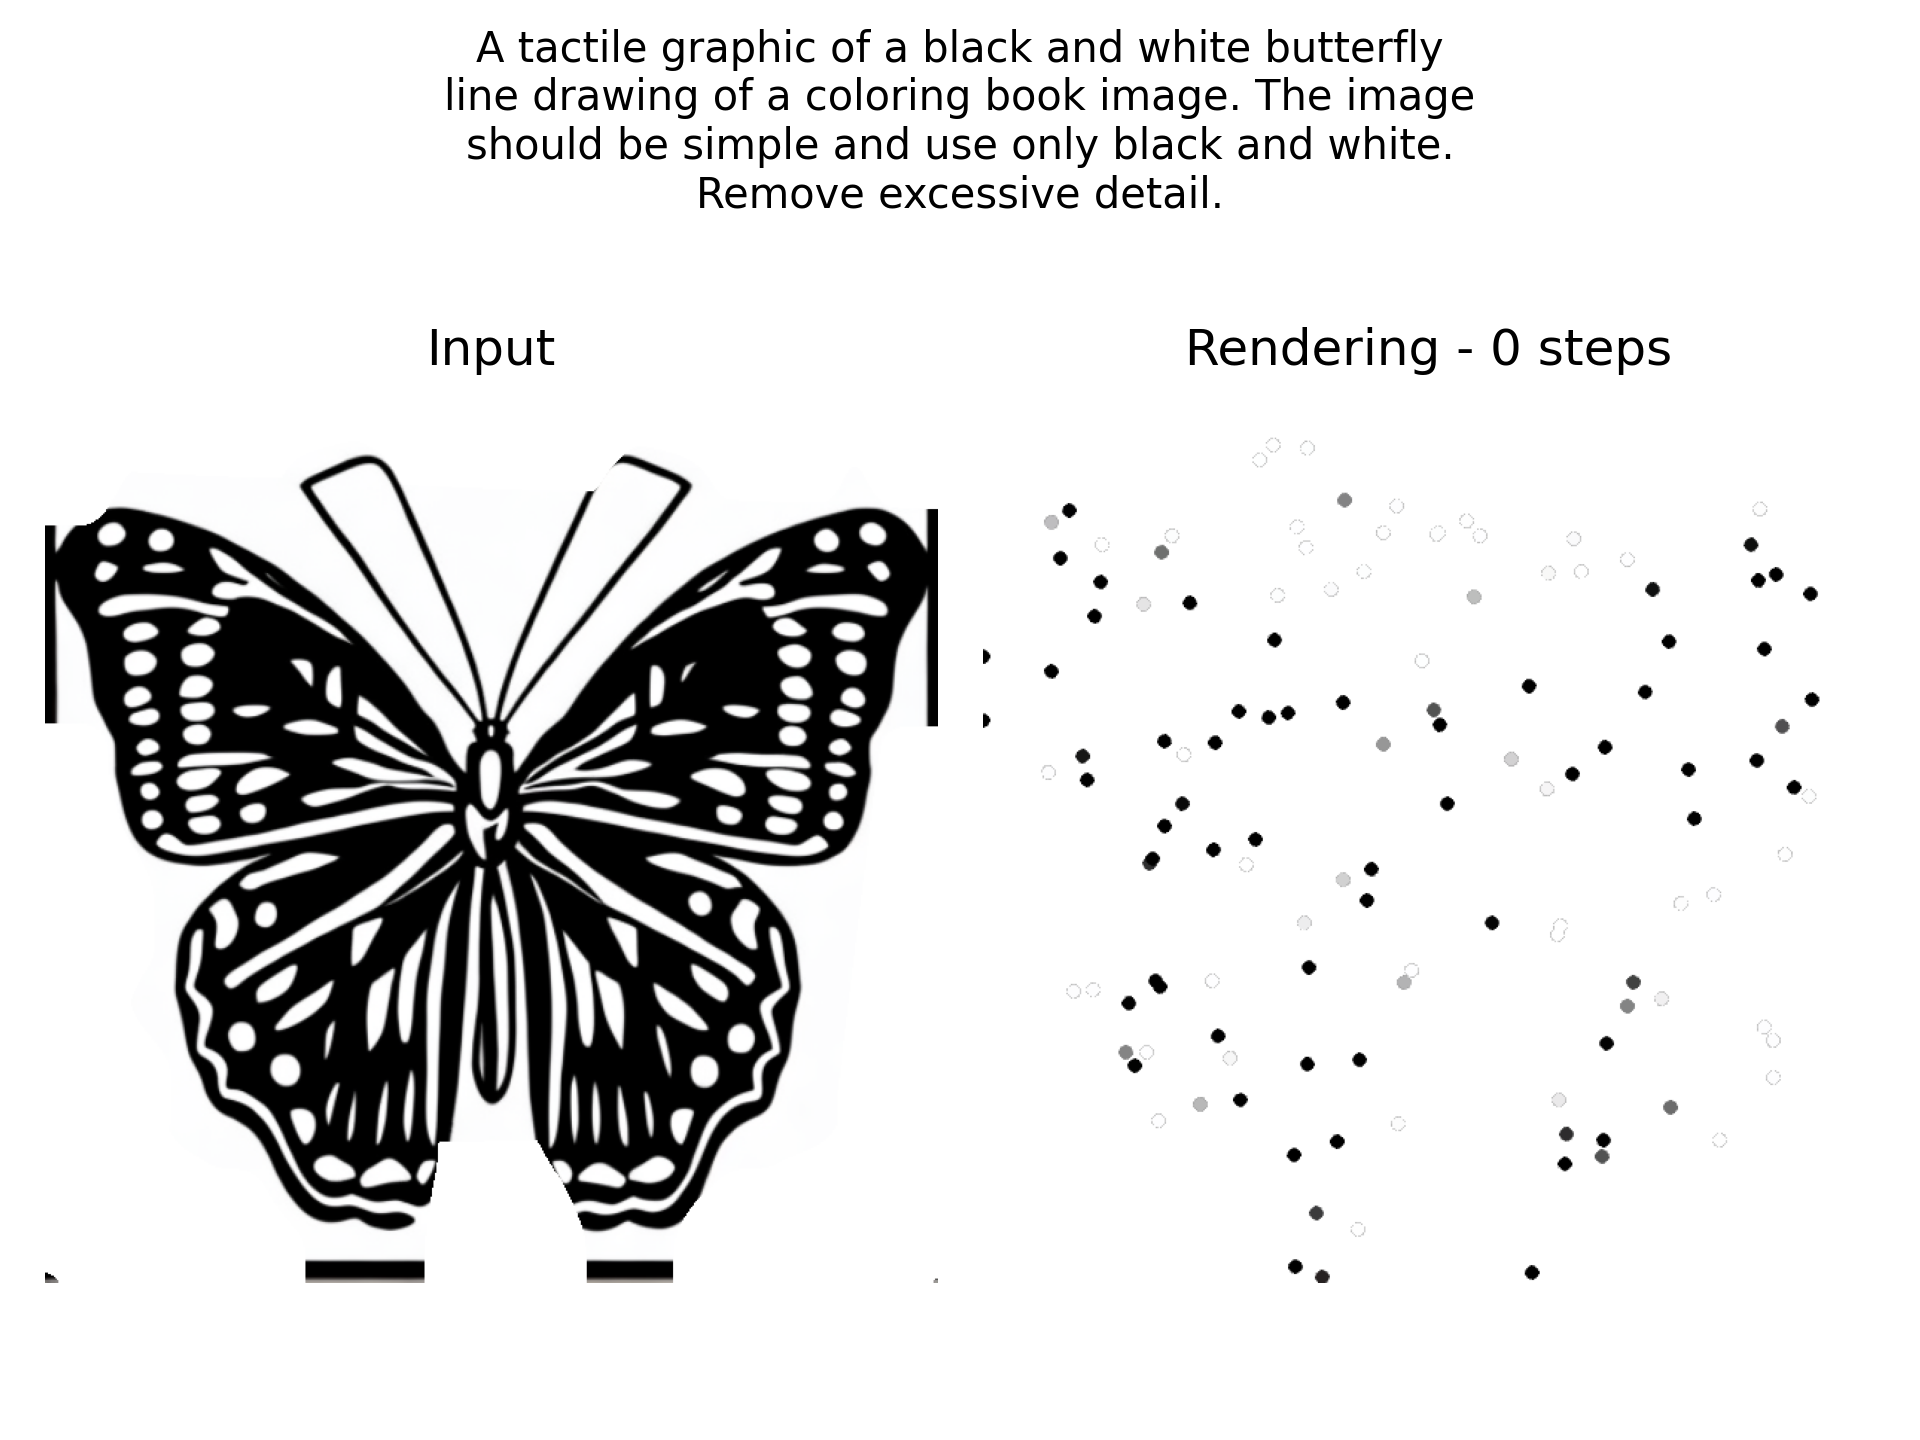 A tactile graphic of a black and white butterfly
line drawing of a coloring book image. The image
should be simple and use only black and white.
Remove excessive detail.
Input
Rendering - 0 steps